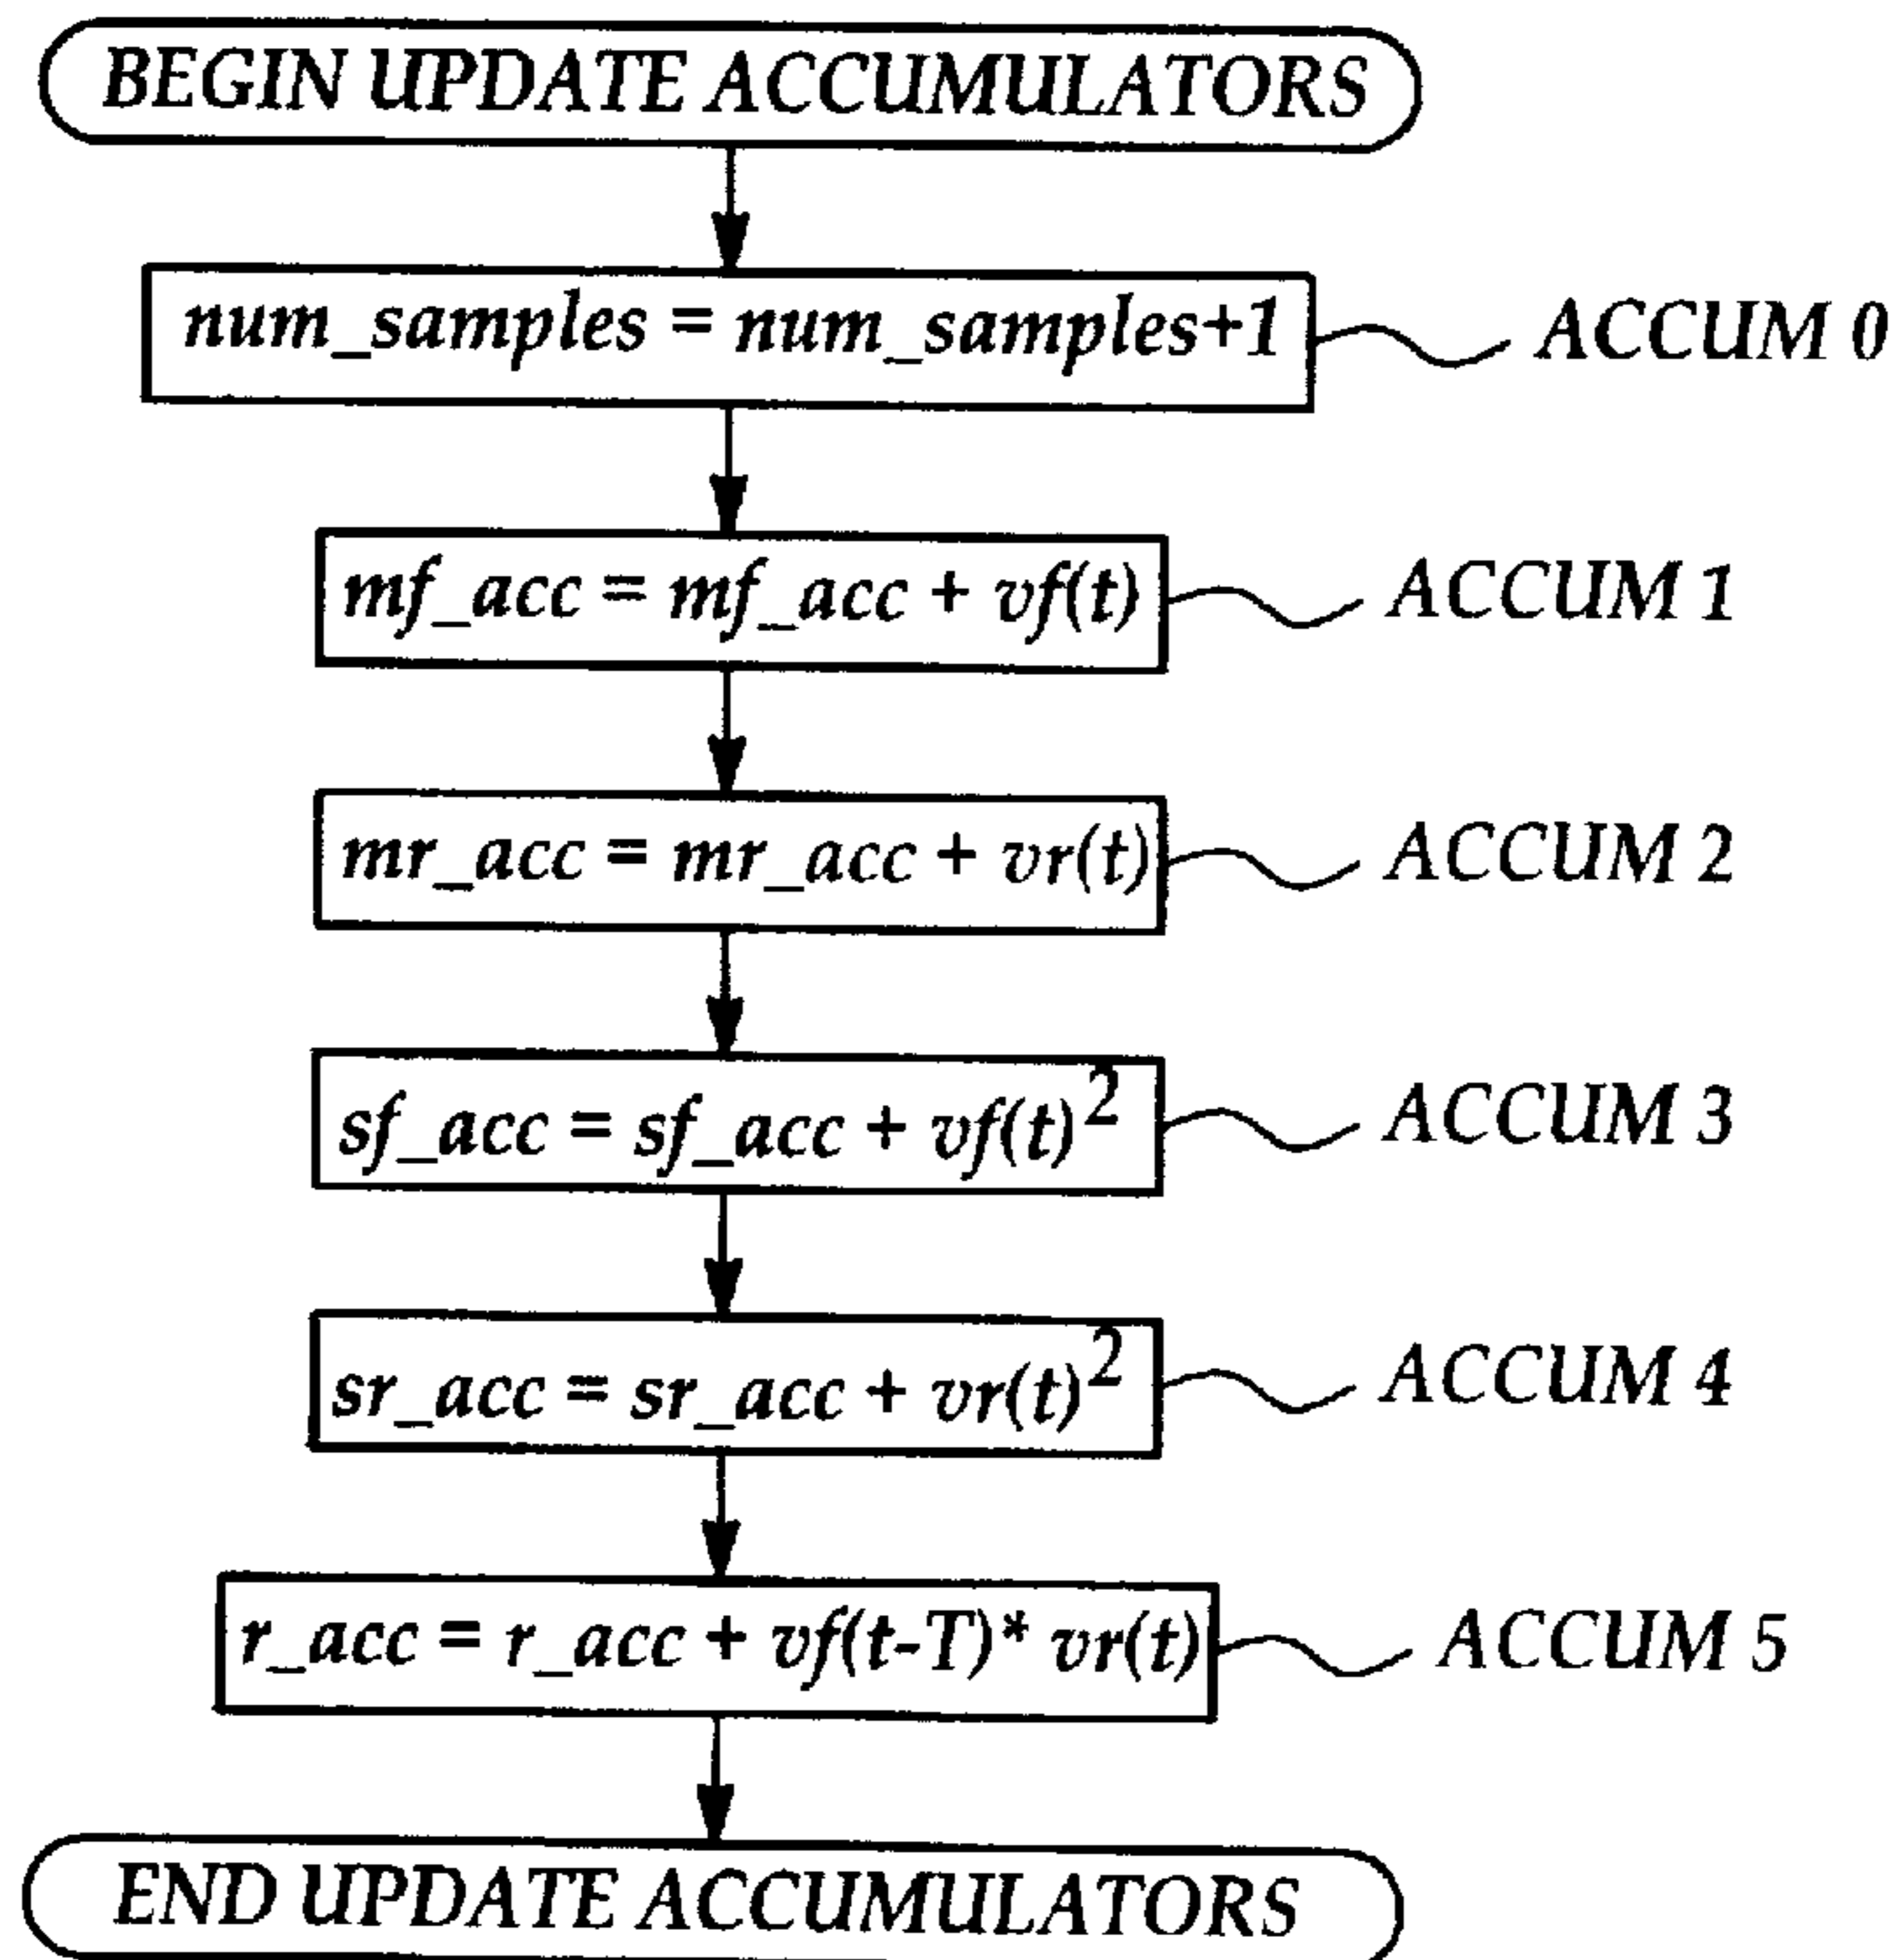 BEGIN UPDATE ACCUMULATORS
num_samples = num_samples+1
ACCUM 0
mf_acc = mf_acc + vf(t)
ACCUM 1
mr_acc = mr_acc + vr(t)
ACCUM 2
sf_acc = sf_acc + vf(t)²
ACCUM 3
sr_acc = sr_acc + vr(t)²
ACCUM 4
r_acc = r_acc + vf(t-T)* vr(t)
ACCUM 5
END UPDATE ACCUMULATORS